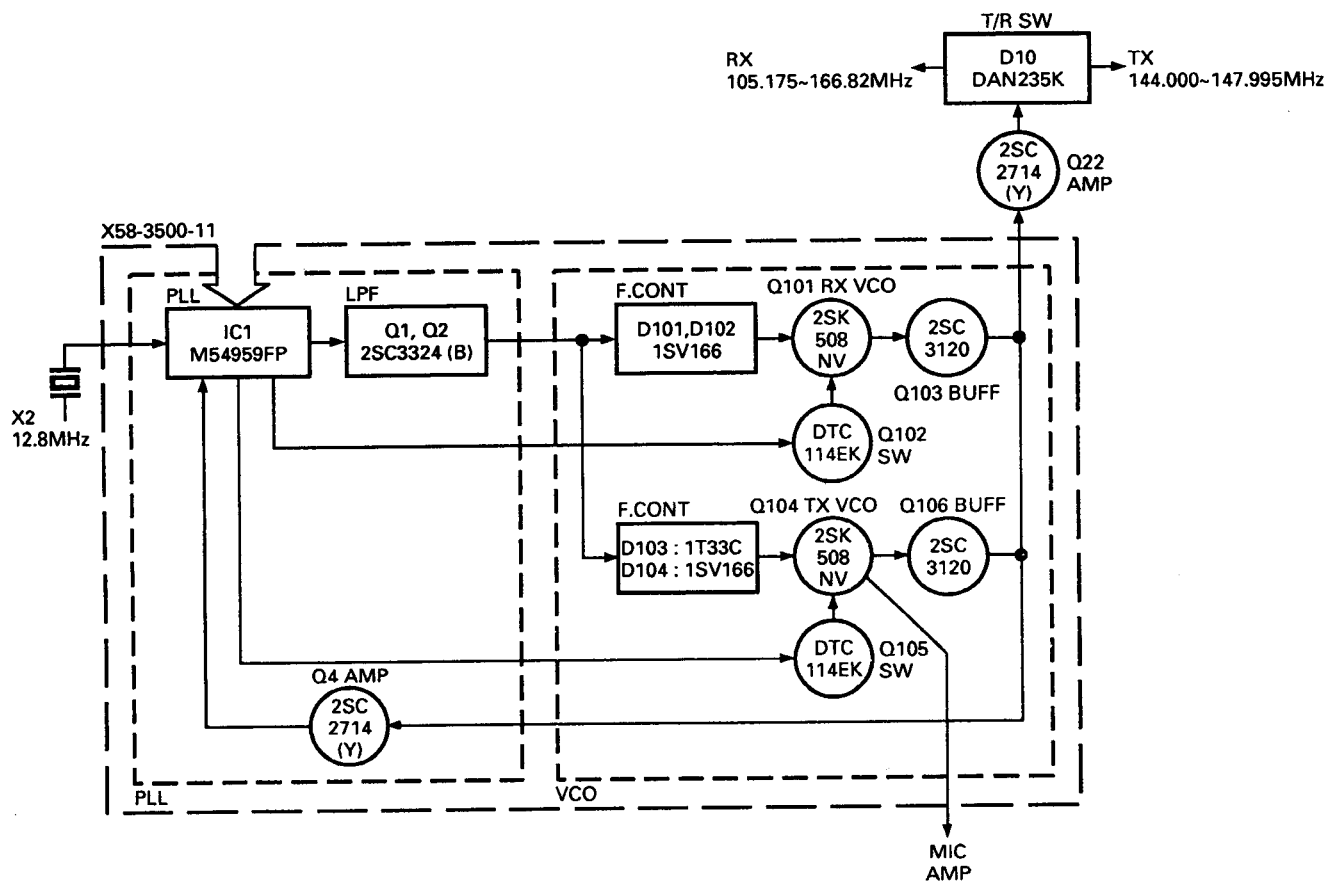 T/R SW
D10
DAN235K
RX
105.175~166.82MHz
TX
144.000~147.995MHz
2SC
2714
(Y)
Q22
AMP
X58-3500-11
PLL
IC1
M54959FP
LPF
Q1, Q2
2SC3324 (B)
F.CONT
D101,D102
1SV166
Q101 RX VCO
2SK
508
NV
2SC
3120
Q103 BUFF
X2
12.8MHz
DTC
114EK
Q102
SW
F.CONT
D103 : 1T33C
D104 : 1SV166
Q104 TX VCO
2SK
508
NV
Q106 BUFF
2SC
3120
DTC
114EK
Q105
SW
Q4 AMP
2SC
2714
(Y)
PLL
VCO
MIC
AMP